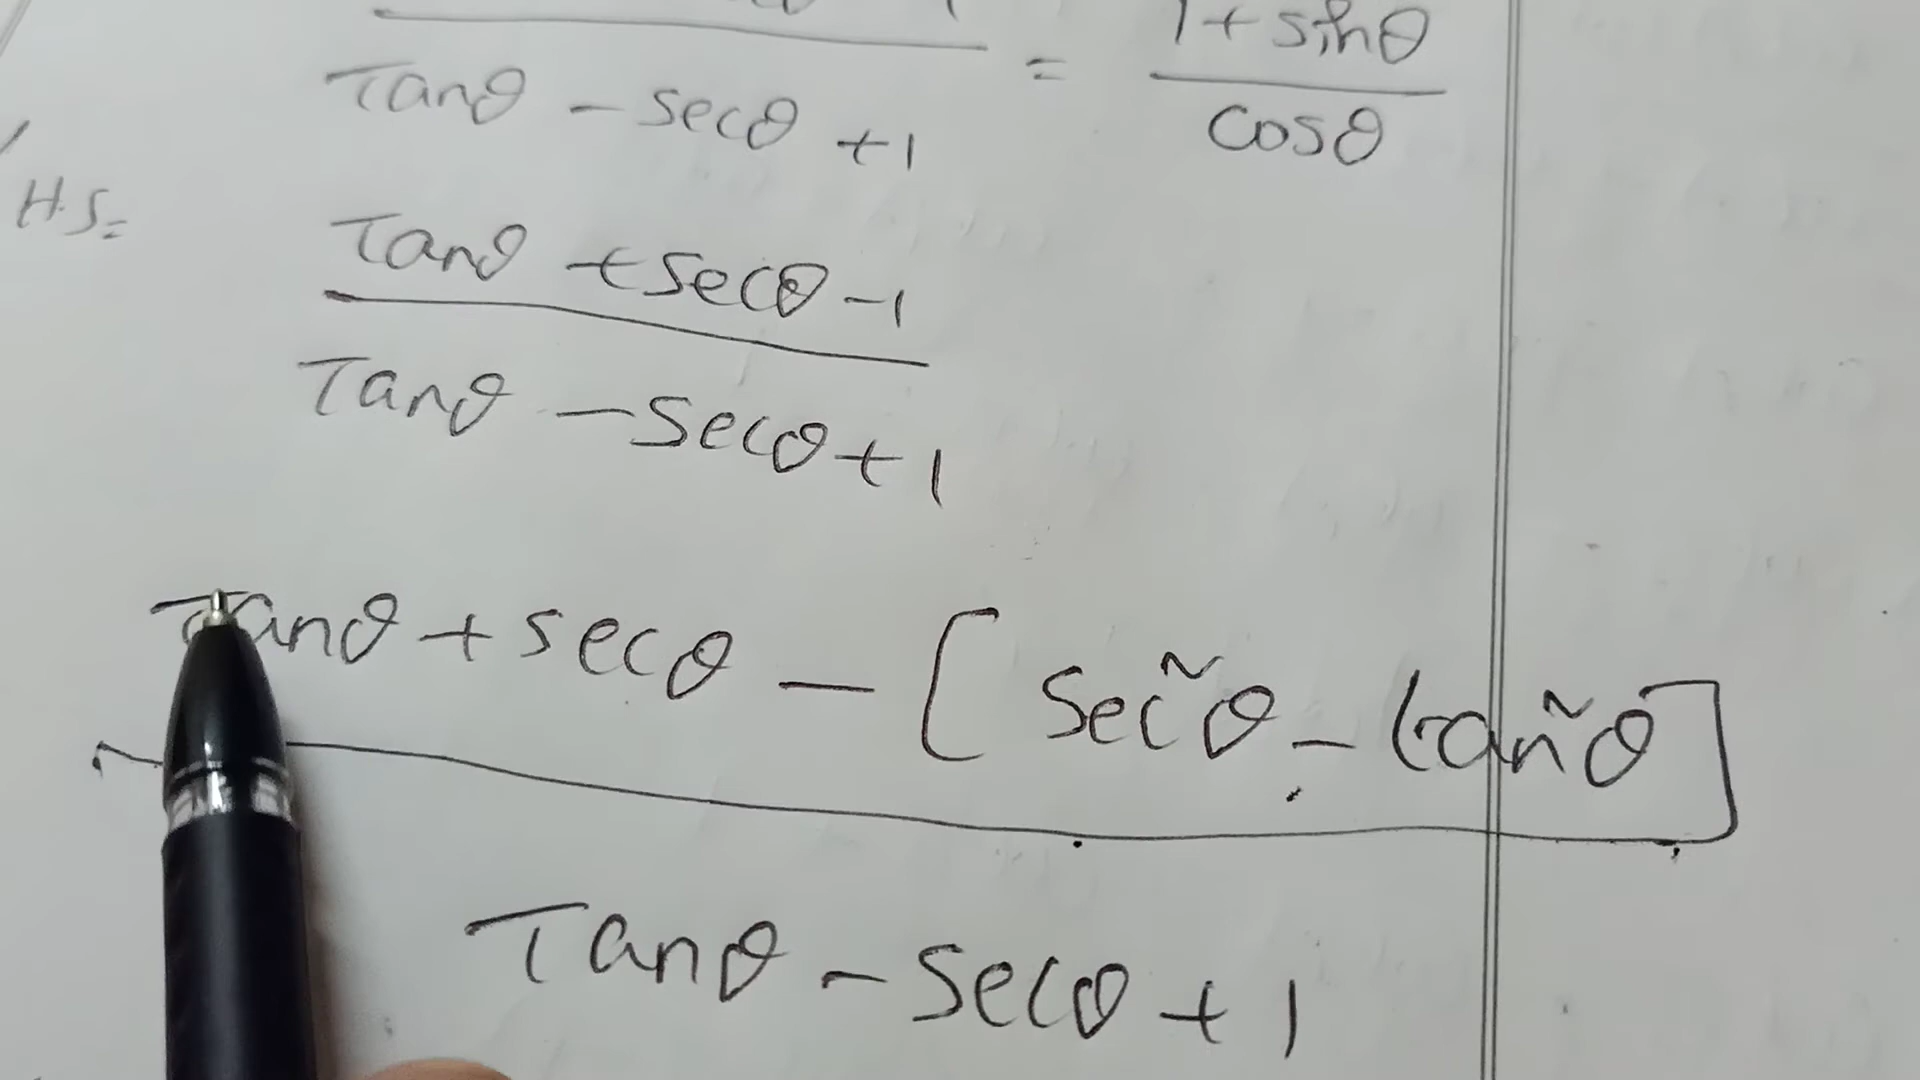 Tanθ - secθ +1 = 1 + sinθ / cosθ
H.S= Tanθ + secθ - 1
Tanθ - secθ + 1
Tanθ + secθ - [sec²θ - tan²θ]
Tanθ - secθ + 1